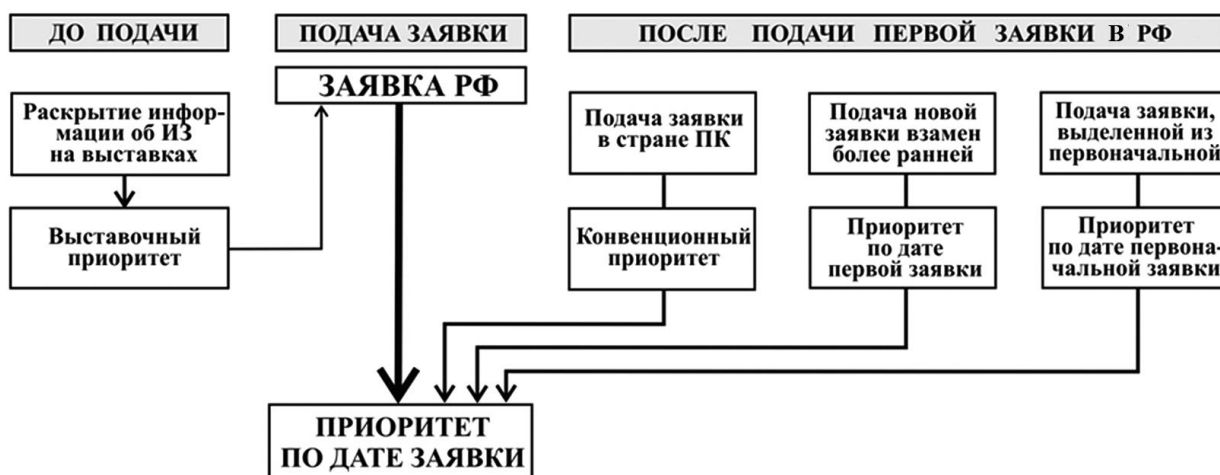 ДО ПОДАЧИ
ПОДАЧА ЗАЯВКИ
ПОСЛЕ ПОДАЧИ ПЕРВОЙ ЗАЯВКИ В РФ
ЗАЯВКА РФ
Раскрытие инфор-
мации об ИЗ
на выставках
Выставочный
приоритет
Подача заявки
в стране ПК
Конвенционный
приоритет
Подача новой
заявки взамен
более ранней
Приоритет
по дате
первой заявки
Подача заявки,
выделенной из
первоначальной
Приоритет
по дате первона-
чальной заявки
ПРИОРИТЕТ
ПО ДАТЕ ЗАЯВКИ